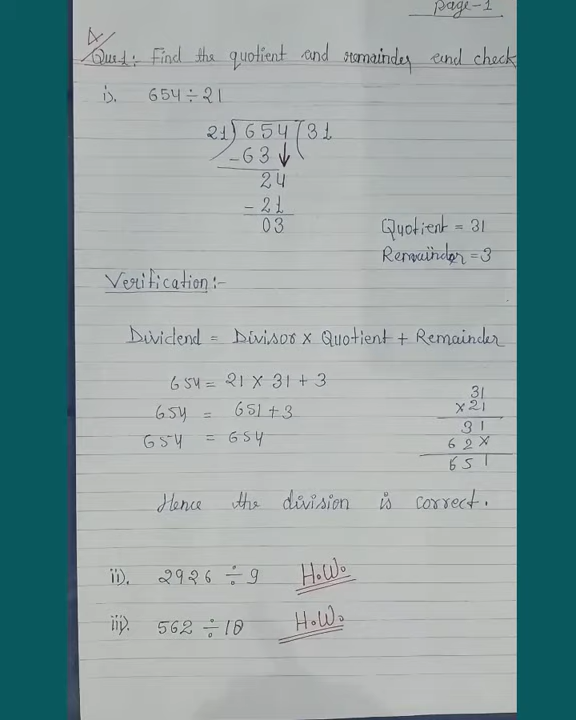 Page-1
Ques1: Find the quotient and remainder and check
i). 654 ÷ 21
21) 654 (31
-63
24
-21
03
Quotient = 31
Remainder = 3
Verification:-
Dividend = Divisor x Quotient + Remainder
654 = 21 x 31 + 3
654 = 651 + 3
654 = 654
31
x21
31
62x
651
Hence the division is correct.
ii). 2926 ÷ 9 H.W.
iii). 562 ÷ 10 H.W.